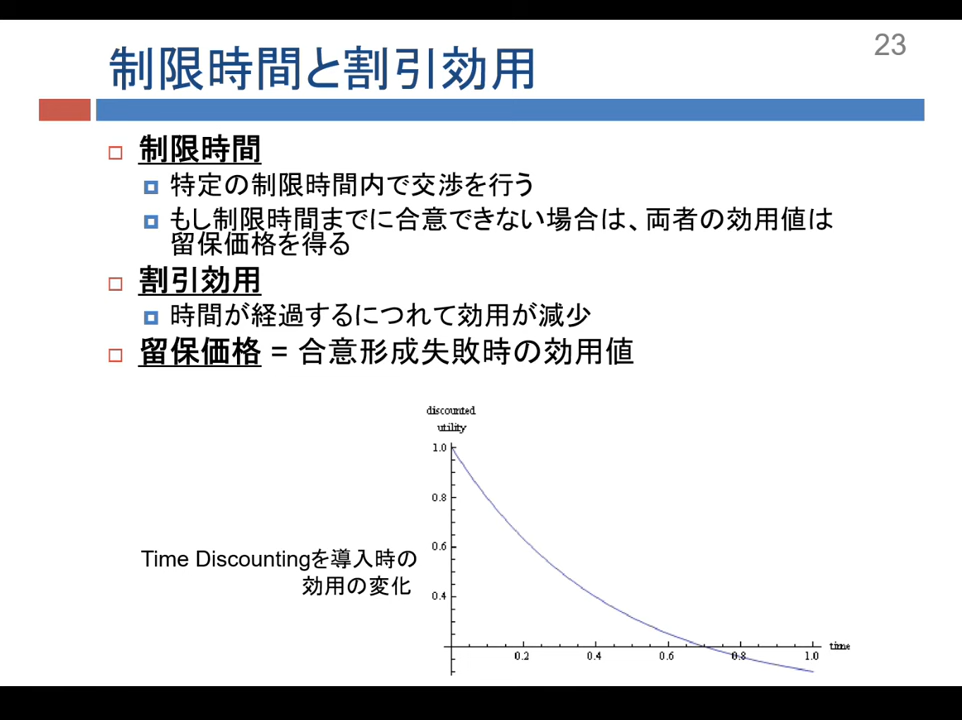 23
制限時間と割引効用
制限時間
特定の制限時間内で交渉を行う
もし制限時間までに合意できない場合は、両者の効用値は
留保価格を得る
割引効用
時間が経過するにつれて効用が減少
留保価格 = 合意形成失敗時の効用値
discounted
utility
1.0
0.8
Time Discountingを導入時の
効用の変化
0.6
0.4
time
0.2 0.4 0.6 0.8 1.0